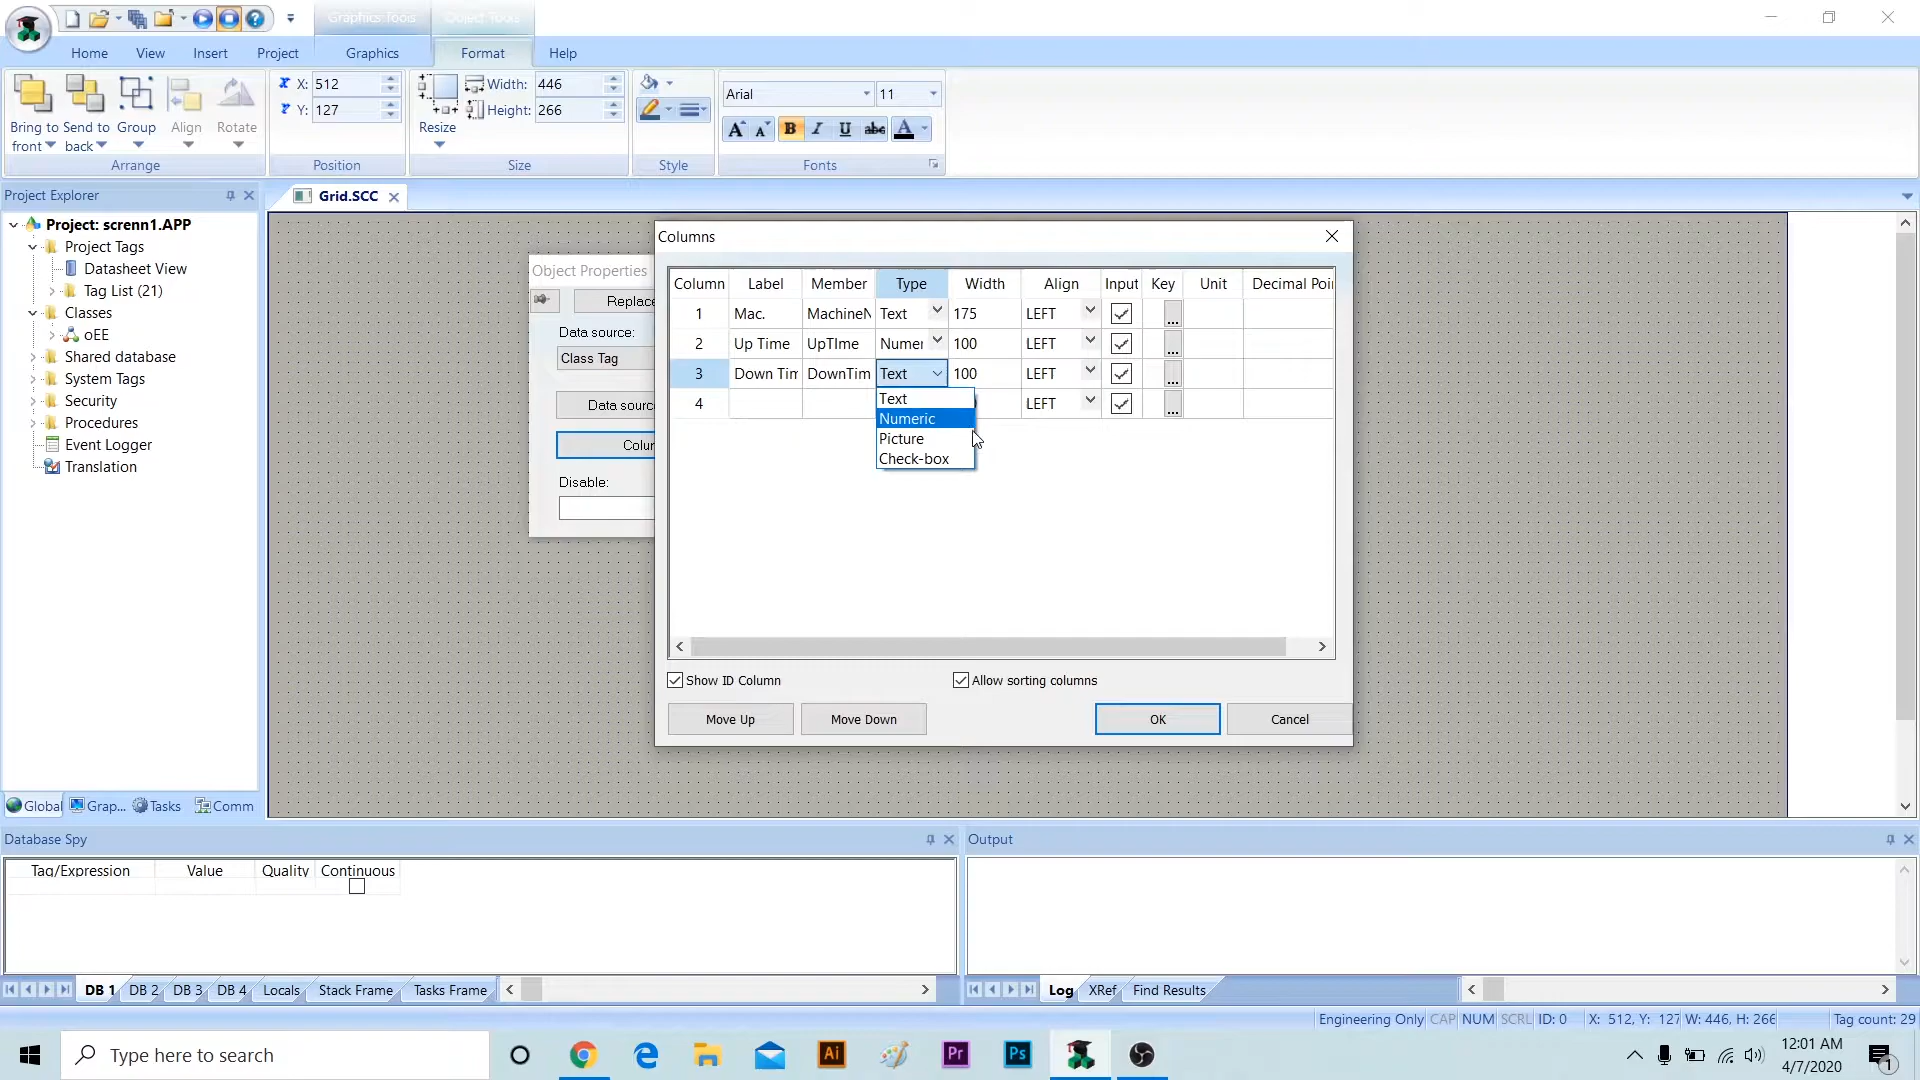 Graphics Tools Object Tools
Home View Insert Project Graphics Format Help
X: 512 Width: 446 Arial 11
Y: 127 Height: 266
Bring to front Send to back Group Align Rotate Resize A A B I U abc A
Arrange Position Size Style Fonts
Project Explorer
Grid.SCC
Project: screnn1.APP
Project Tags
Datasheet View
Tag List (21)
Classes
oEE
Shared database
System Tags
Security
Procedures
Event Logger
Translation
Global Grap... Tasks Comm
Object Properties
Replace
Data source:
Class Tag
Data sourc
Colum
Disable:
Columns
Column Label Member Type Width Align Input Key Unit Decimal Poin
1 Mac. MachineN Text 175 LEFT ...
2 Up Time UpTIme Numer 100 LEFT ...
3 Down Tim DownTim Text 100 LEFT ...
4 LEFT ...
Text
Numeric
Picture
Check-box
Show ID Column Allow sorting columns
Move Up Move Down OK Cancel
Database Spy
Tag/Expression Value Quality Continuous
DB 1 DB 2 DB 3 DB 4 Locals Stack Frame Tasks Frame
Output
Log XRef Find Results
Engineering Only CAP NUM SCRL ID: 0 X: 512, Y: 127 W: 446, H: 266 Tag count: 29
Type here to search
Ai Pr Ps
12:01 AM
4/7/2020
1